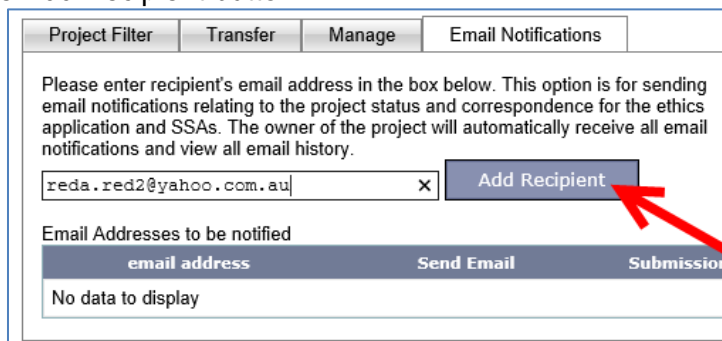 Project Filter Transfer Manage Email Notifications
Please enter recipient's email address in the box below. This option is for sending
email notifications relating to the project status and correspondence for the ethics
application and SSAs. The owner of the project will automatically receive all email
notifications and view all email history.
reda.red2@yahoo.com.au x Add Recipient
Email Addresses to be notified
email address Send Email Submission
No data to display